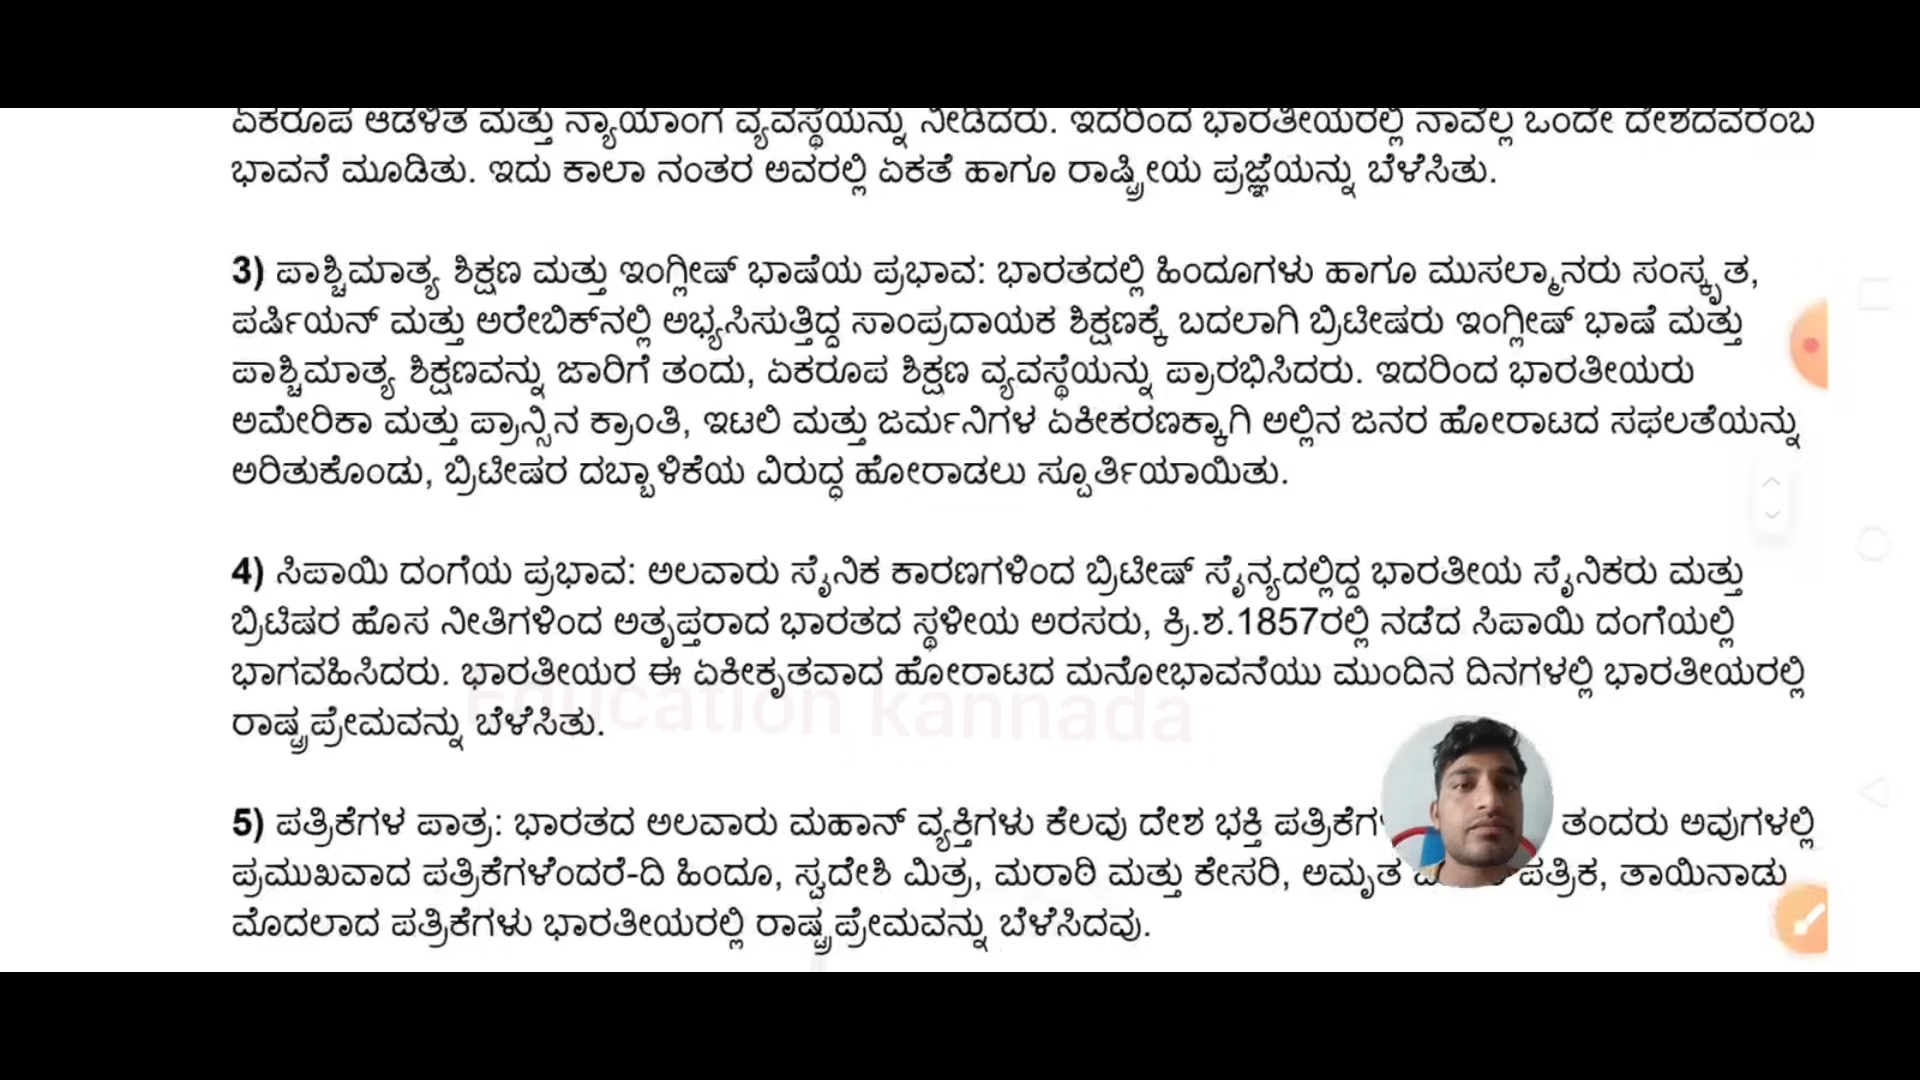 ಏಕರೂಪ ಆಡಳಿತ ಮತ್ತು ನ್ಯಾಯಾಂಗ ವ್ಯವಸ್ಥೆಯನ್ನು ನೀಡಿದರು. ಇದರಿಂದ ಭಾರತೀಯರಲ್ಲಿ ನಾವೆಲ್ಲ ಒಂದೇ ದೇಶದವರೆಂಬ
ಭಾವನೆ ಮೂಡಿತು. ಇದು ಕಾಲಾ ನಂತರ ಅವರಲ್ಲಿ ಏಕತೆ ಹಾಗೂ ರಾಷ್ಟ್ರೀಯ ಪ್ರಜ್ಞೆಯನ್ನು ಬೆಳೆಸಿತು.
3) ಪಾಶ್ಚಿಮಾತ್ಯ ಶಿಕ್ಷಣ ಮತ್ತು ಇಂಗ್ಲೀಷ್ ಭಾಷೆಯ ಪ್ರಭಾವ: ಭಾರತದಲ್ಲಿ ಹಿಂದೂಗಳು ಹಾಗೂ ಮುಸಲ್ಮಾನರು ಸಂಸ್ಕೃತ,
ಪರ್ಷಿಯನ್ ಮತ್ತು ಅರೇಬಿಕ್‌ನಲ್ಲಿ ಅಭ್ಯಸಿಸುತ್ತಿದ್ದ ಸಾಂಪ್ರದಾಯಕ ಶಿಕ್ಷಣಕ್ಕೆ ಬದಲಾಗಿ ಬ್ರಿಟೀಷರು ಇಂಗ್ಲೀಷ್ ಭಾಷೆ ಮತ್ತು
ಪಾಶ್ಚಿಮಾತ್ಯ ಶಿಕ್ಷಣವನ್ನು ಜಾರಿಗೆ ತಂದು, ಏಕರೂಪ ಶಿಕ್ಷಣ ವ್ಯವಸ್ಥೆಯನ್ನು ಪ್ರಾರಭಿಸಿದರು. ಇದರಿಂದ ಭಾರತೀಯರು
ಅಮೇರಿಕಾ ಮತ್ತು ಪ್ರಾನ್ಸಿನ ಕ್ರಾಂತಿ, ಇಟಲಿ ಮತ್ತು ಜರ್ಮನಿಗಳ ಏಕೀಕರಣಕ್ಕಾಗಿ ಅಲ್ಲಿನ ಜನರ ಹೋರಾಟದ ಸಫಲತೆಯನ್ನು
ಅರಿತುಕೊಂಡು, ಬ್ರಿಟೀಷರ ದಬ್ಬಾಳಿಕೆಯ ವಿರುದ್ಧ ಹೋರಾಡಲು ಸ್ಪೂರ್ತಿಯಾಯಿತು.
4) ಸಿಪಾಯಿ ದಂಗೆಯ ಪ್ರಭಾವ: ಅಲವಾರು ಸೈನಿಕ ಕಾರಣಗಳಿಂದ ಬ್ರಿಟೀಷ್ ಸೈನ್ಯದಲ್ಲಿದ್ದ ಭಾರತೀಯ ಸೈನಿಕರು ಮತ್ತು
ಬ್ರಿಟಿಷರ ಹೊಸ ನೀತಿಗಳಿಂದ ಅತೃಪ್ತರಾದ ಭಾರತದ ಸ್ಥಳೀಯ ಅರಸರು, ಕ್ರಿ.ಶ.1857ರಲ್ಲಿ ನಡೆದ ಸಿಪಾಯಿ ದಂಗೆಯಲ್ಲಿ
ಭಾಗವಹಿಸಿದರು. ಭಾರತೀಯರ ಈ ಏಕೀಕೃತವಾದ ಹೋರಾಟದ ಮನೋಭಾವನೆಯು ಮುಂದಿನ ದಿನಗಳಲ್ಲಿ ಭಾರತೀಯರಲ್ಲಿ
Education kannada
ರಾಷ್ಟ್ರಪ್ರೇಮವನ್ನು ಬೆಳೆಸಿತು.
5) ಪತ್ರಿಕೆಗಳ ಪಾತ್ರ: ಭಾರತದ ಅಲವಾರು ಮಹಾನ್ ವ್ಯಕ್ತಿಗಳು ಕೆಲವು ದೇಶ ಭಕ್ತಿ ತಂದರು ಅವುಗಳಲ್ಲಿ
ಪ್ರಮುಖವಾದ ಪತ್ರಿಕೆಗಳೆಂದರೆ-ದಿ ಹಿಂದೂ, ಸ್ವದೇಶಿ ಮಿತ್ರ, ಮರಾಠಿ ಮತ್ತು ಕೇಸರಿ, ಅಮೃತ ಪತ್ರಿಕ, ತಾಯಿನಾಡು
ಮೊದಲಾದ ಪತ್ರಿಕೆಗಳು ಭಾರತೀಯರಲ್ಲಿ ರಾಷ್ಟ್ರಪ್ರೇಮವನ್ನು ಬೆಳೆಸಿದವು.